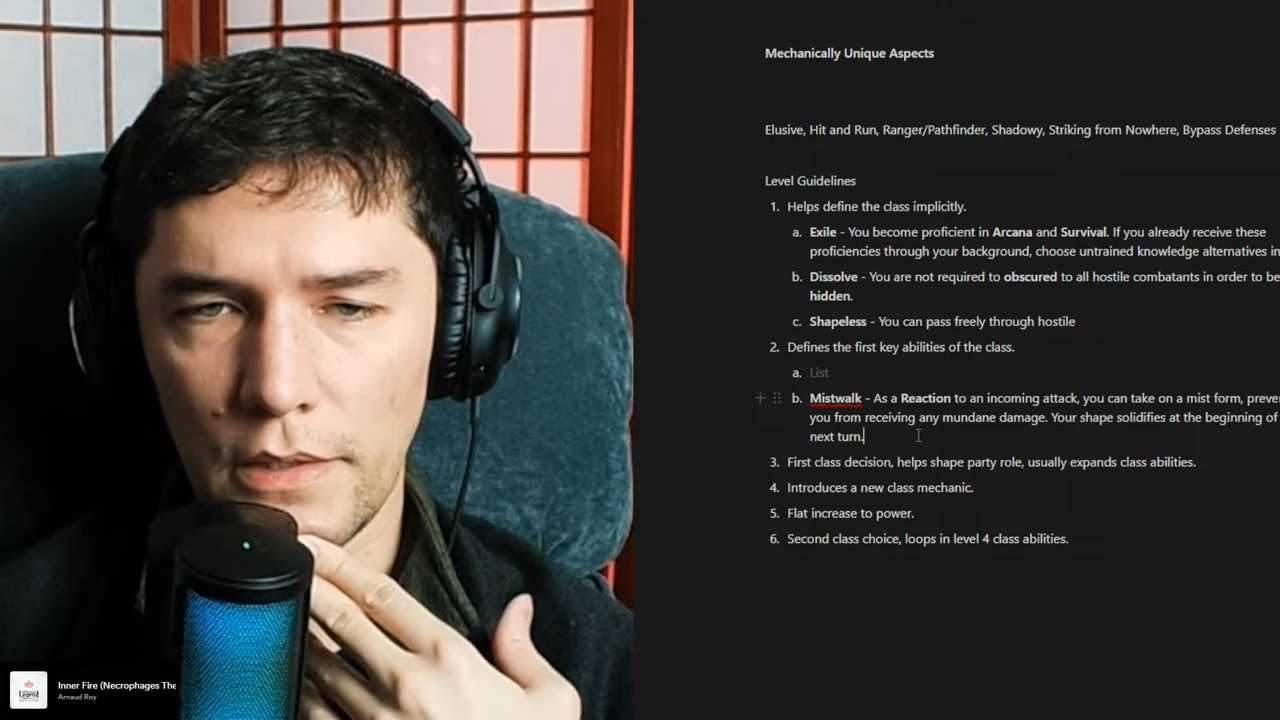 Mechanically Unique Aspects
Elusive, Hit and Run, Ranger/Pathfinder, Shadowy, Striking from Nowhere, Bypass Defenses
Level Guidelines
1. Helps define the class implicitly.
a. Exile - You become proficient in Arcana and Survival. If you already receive these
proficiencies through your background, choose untrained knowledge alternatives in
b. Dissolve - You are not required to obscured to all hostile combatants in order to be
hidden.
c. Shapeless - You can pass freely through hostile
2. Defines the first key abilities of the class.
a. List
b. Mistwalk - As a Reaction to an incoming attack, you can take on a mist form,
you from receiving any mundane damage. Your shape solidifies at the beginning of
next turn.
3. First class decision, helps shape party role, usually expands class abilities.
4. Introduces a new class mechanic.
5. Flat increase to power.
6. Second class choice, loops in level 4 class abilities.
Inner Fire (Necrophages The
Arnaud Roy